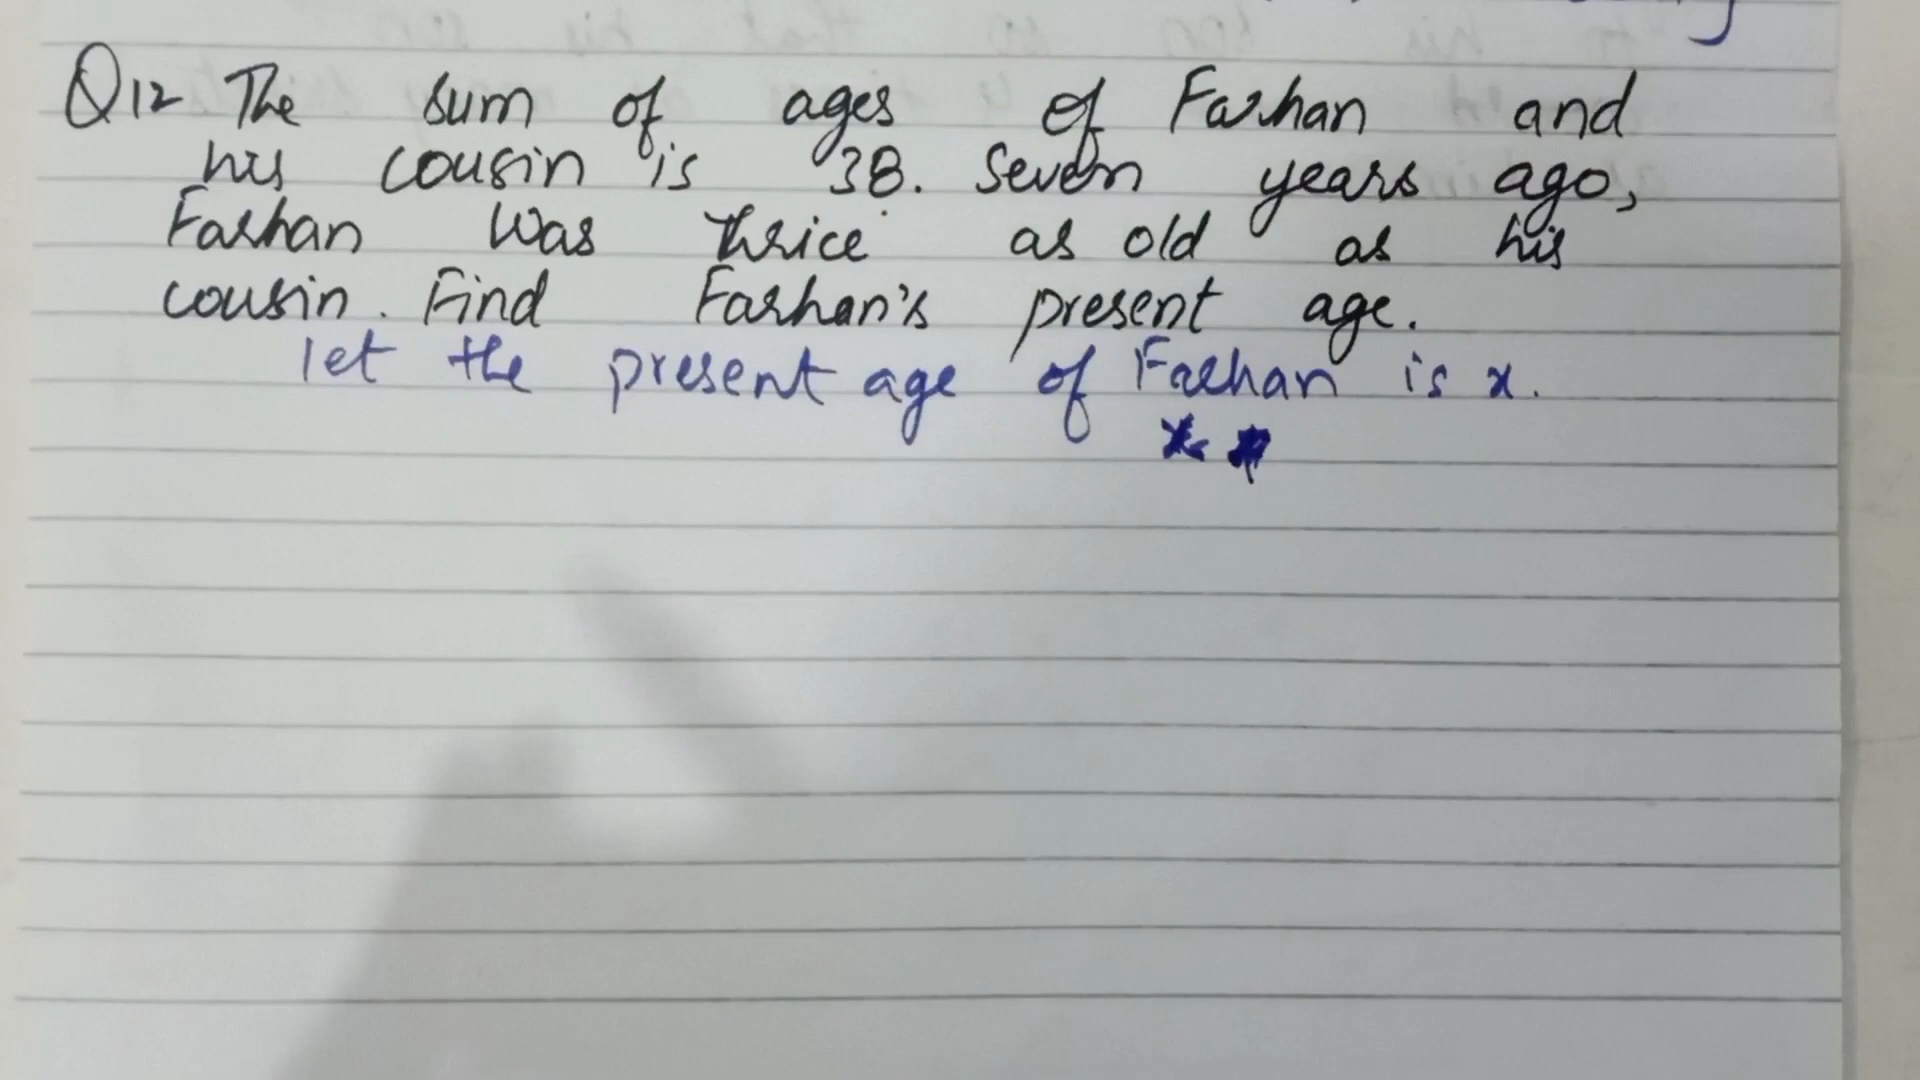 Q12 The sum of ages of Farhan and
his cousin is 38. Seven years ago,
Farhan was thrice as old as his
cousin. Find Farhan's present age.
let the present age of Farhan is x.